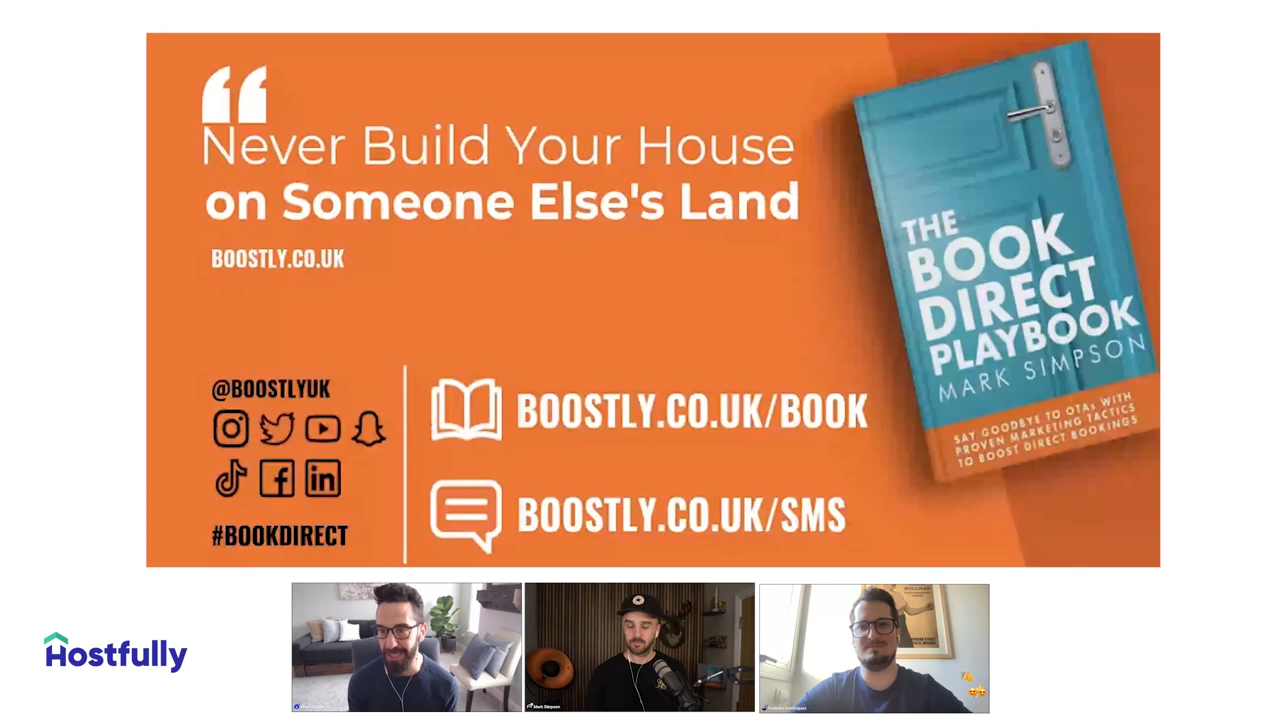 Never Build Your House
on Someone Else's Land
BOOSTLY.CO.UK
@BOOSTLYUK
#BOOKDIRECT
BOOSTLY.CO.UK/BOOK
BOOSTLY.CO.UK/SMS
THE
BOOK
DIRECT
PLAYBOOK
MARK SIMPSON
SAY GOODBYE TO OTAs WITH
PROVEN MARKETING TACTICS
TO BOOST DIRECT BOOKINGS
Hostfully
Mark Simpson